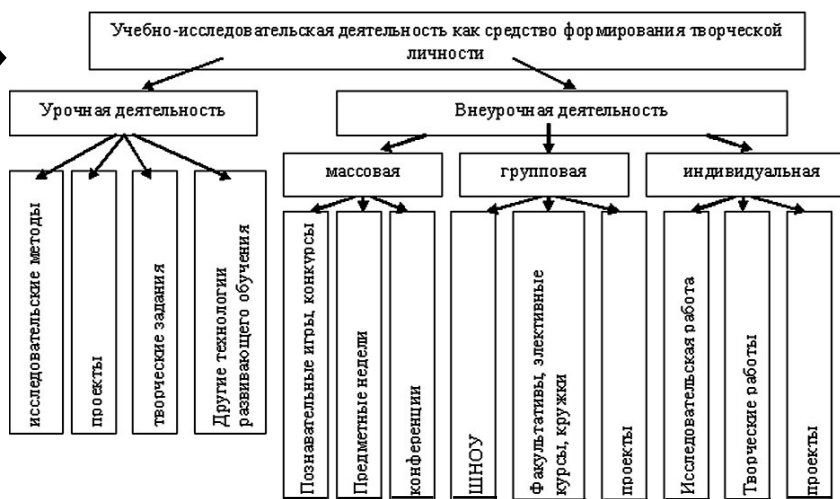 Учебно-исследовательская деятельность как средство формирования творческой
личности
Урочная деятельность
Внеурочная деятельность
массовая
групповая
индивидуальная
исследовательские методы
проекты
творческие задания
Другие технологии
развивающего обучения
Познавательные игры, конкурсы
Предметные недели
конференции
ШНОУ
Факультативы, элективные
курсы, кружки
проекты
Исследовательская работа
Творческие работы
проекты